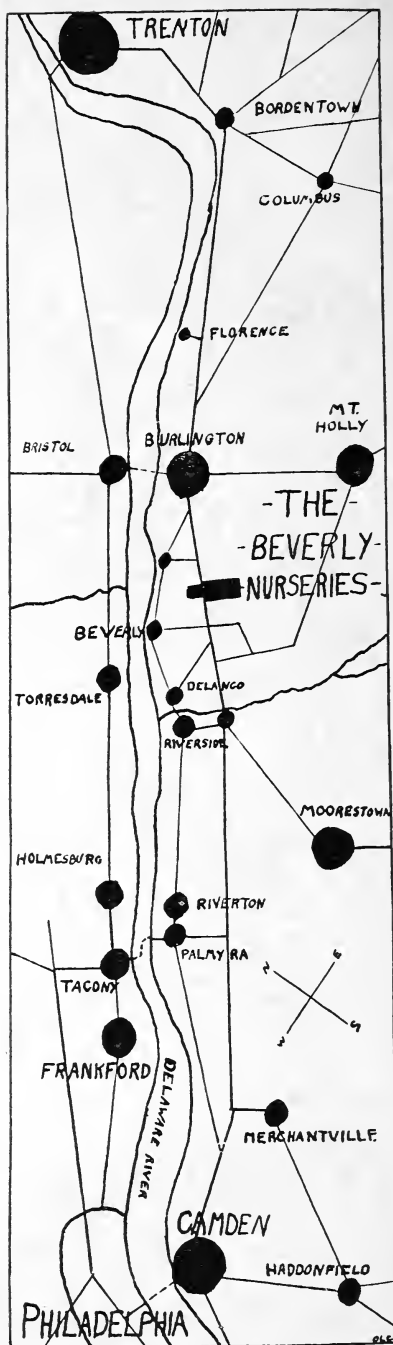 TRENTON
BORDENTOWN
COLUMBUS
FLORENCE
MT.
HOLLY
BURLINGTON
BRISTOL
-THE-
-BEVERLY-
-NURSERIES-
BEVERLY
DELANCO
TORRESDALE
RIVERSIDE
MOORESTOWN
HOLMESBURG
RIVERTON
PALMYRA
TACONY
N
E
S
W
FRANKFORD
DELAWARE RIVER
MERCHANTVILLE
CAMDEN
HADDONFIELD
PHILADELPHIA